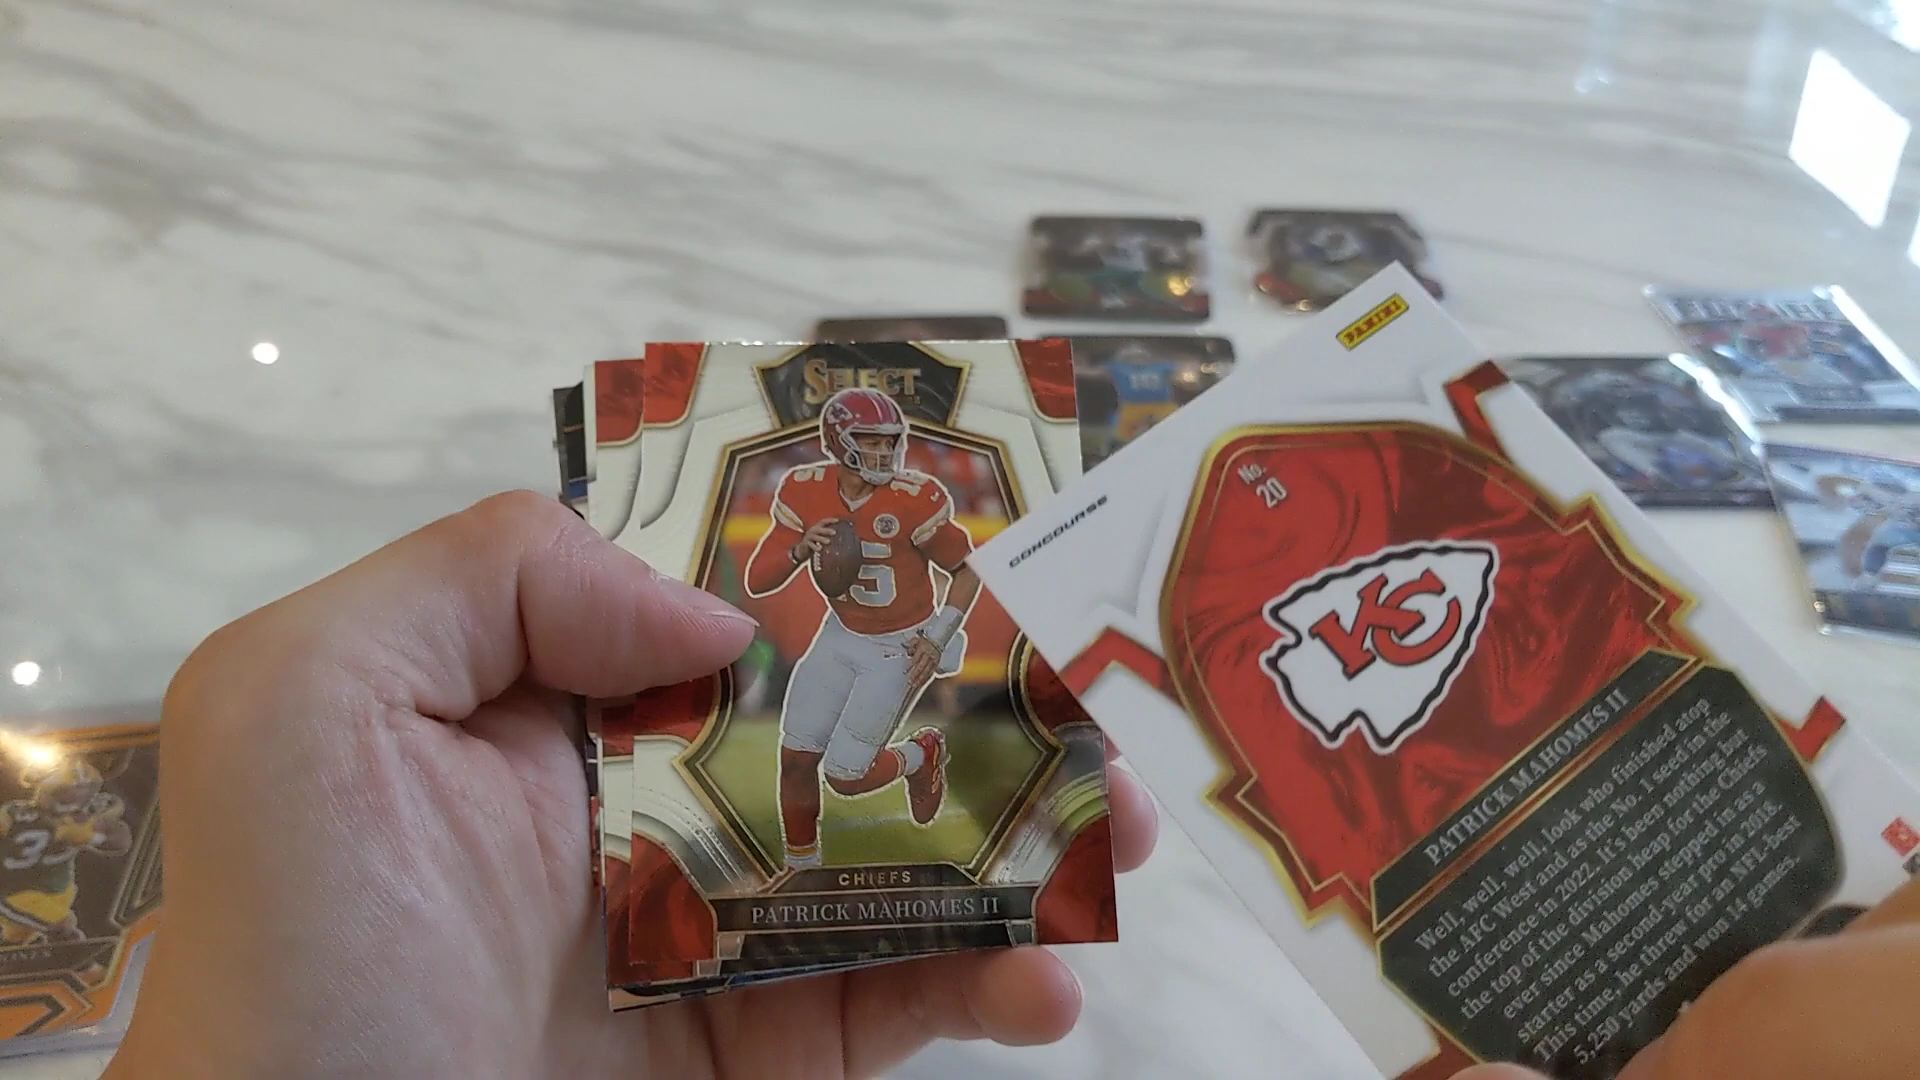 SELECT
15
5
CHIEFS
PATRICK MAHOMES II
PANINI
CONCOURSE
No.
20
KC
PATRICK MAHOMES II
Well, well, well, look who finished atop
the AFC West and as the No. 1 seed in the
conference in 2022. It's been nothing but
the top of the division heap for the Chiefs
ever since Mahomes stepped in as a
starter as a second-year pro in 2018.
This time, he threw for an NFL-best
5,250 yards and won 14 games.
3